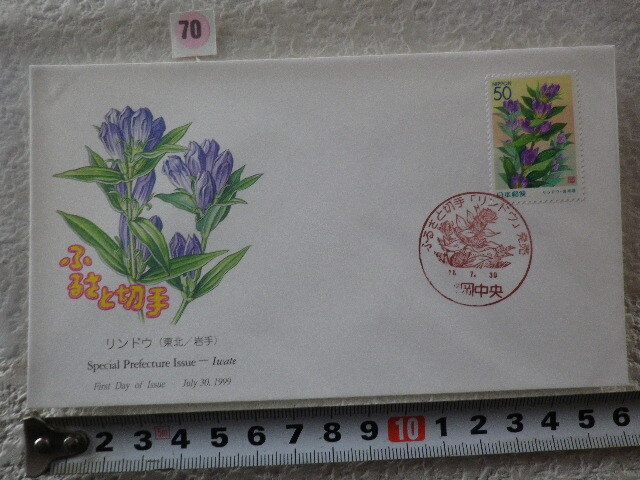 70
NIPPON
50
日本郵便
ふるさと切手「リンドウ」発売
11. 7. 30
盛岡中央
ふ
るさと切手
リンドウ (東北/岩手)
Special Prefecture Issue — Iwate
First Day of Issue July 30, 1999
2 3 4 5 6 7 8 9 10 1 2 3 4 5 6